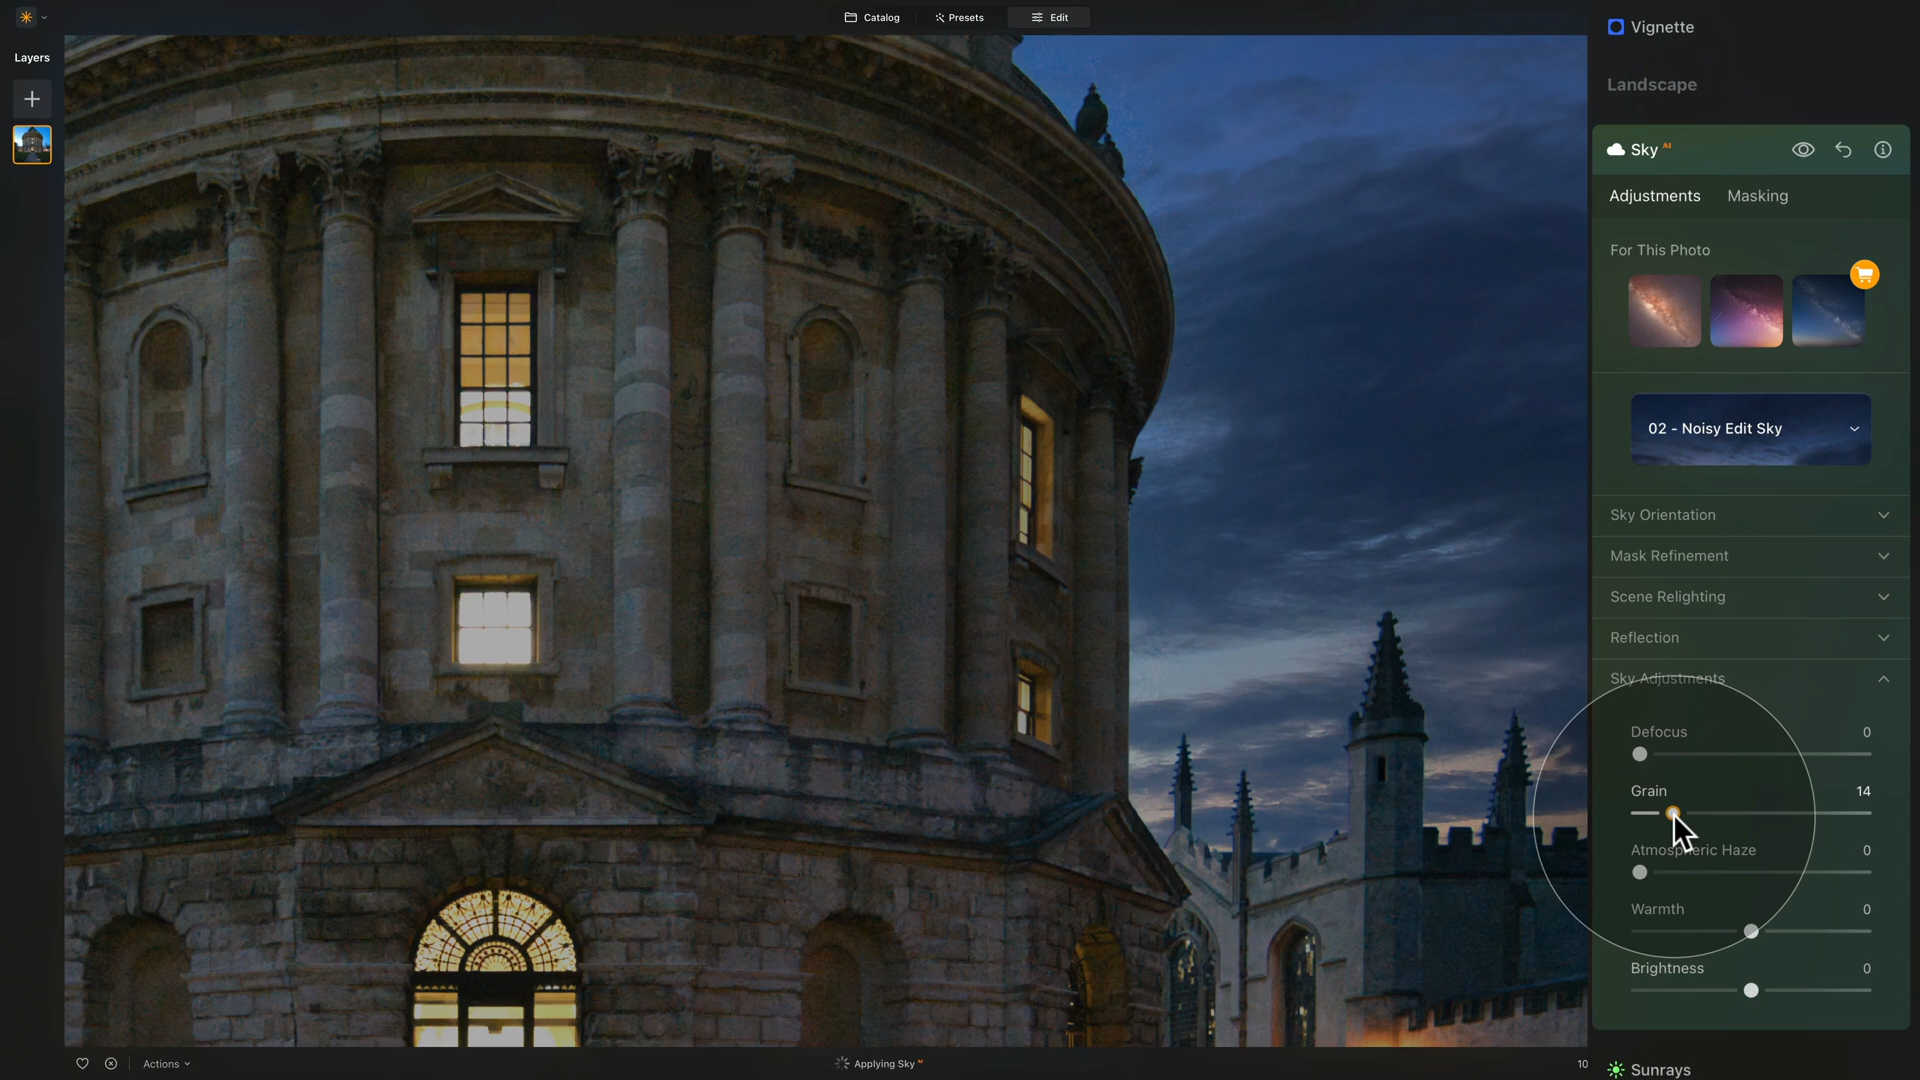 Catalog
Presets
Edit
Layers
Vignette
Landscape
Sky AI
Adjustments Masking
For This Photo
02 - Noisy Edit Sky
Sky Orientation
Mask Refinement
Scene Relighting
Reflection
Sky Adjustments
Defocus 0
Grain 14
Atmospheric Haze 0
Warmth 0
Brightness 0
Actions
Applying Sky AI
10
Sunrays